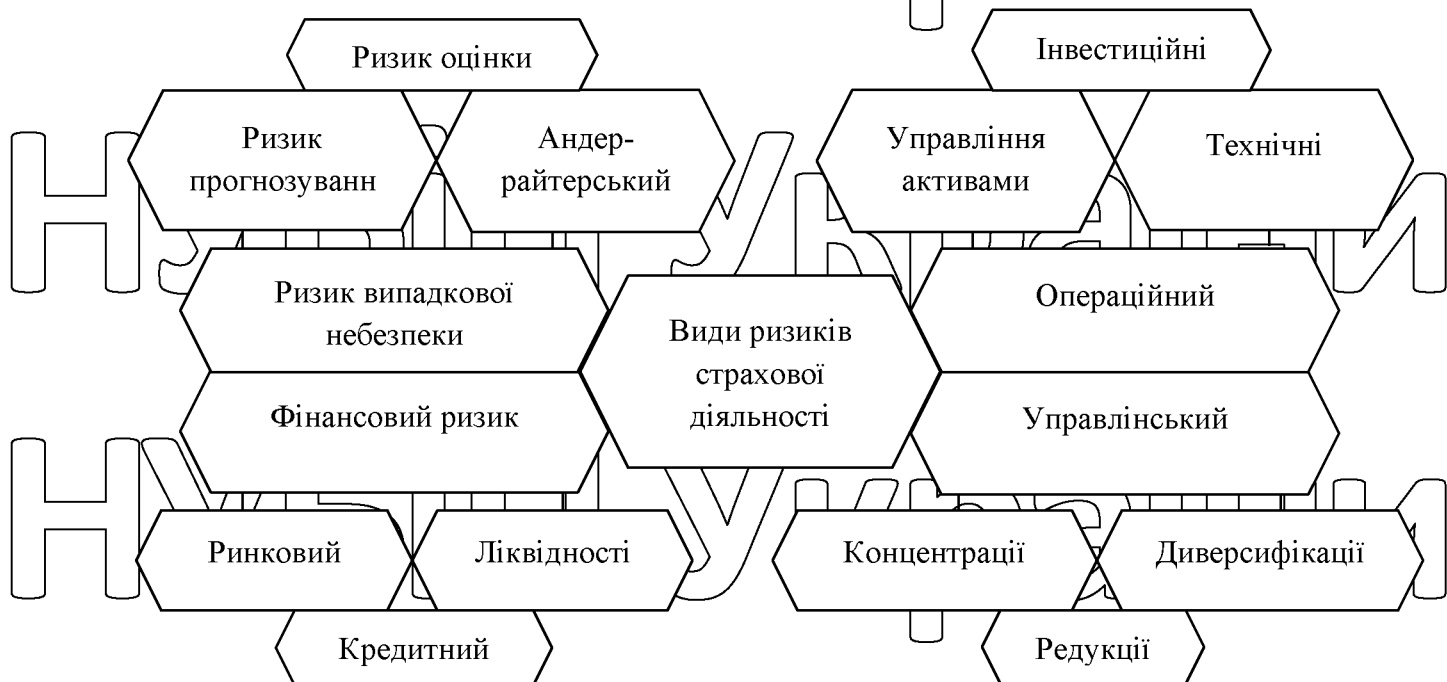 Ризик оцінки
Інвестиційні
Ризик
прогнозуванн
Андер-
райтерський
Управління
активами
Технічні
Ризик випадкової
небезпеки
Види ризиків
страхової
діяльності
Операційний
Фінансовий ризик
Управлінський
Ринковий
Ліквідності
Концентрації
Диверсифікації
Кредитний
Редукції